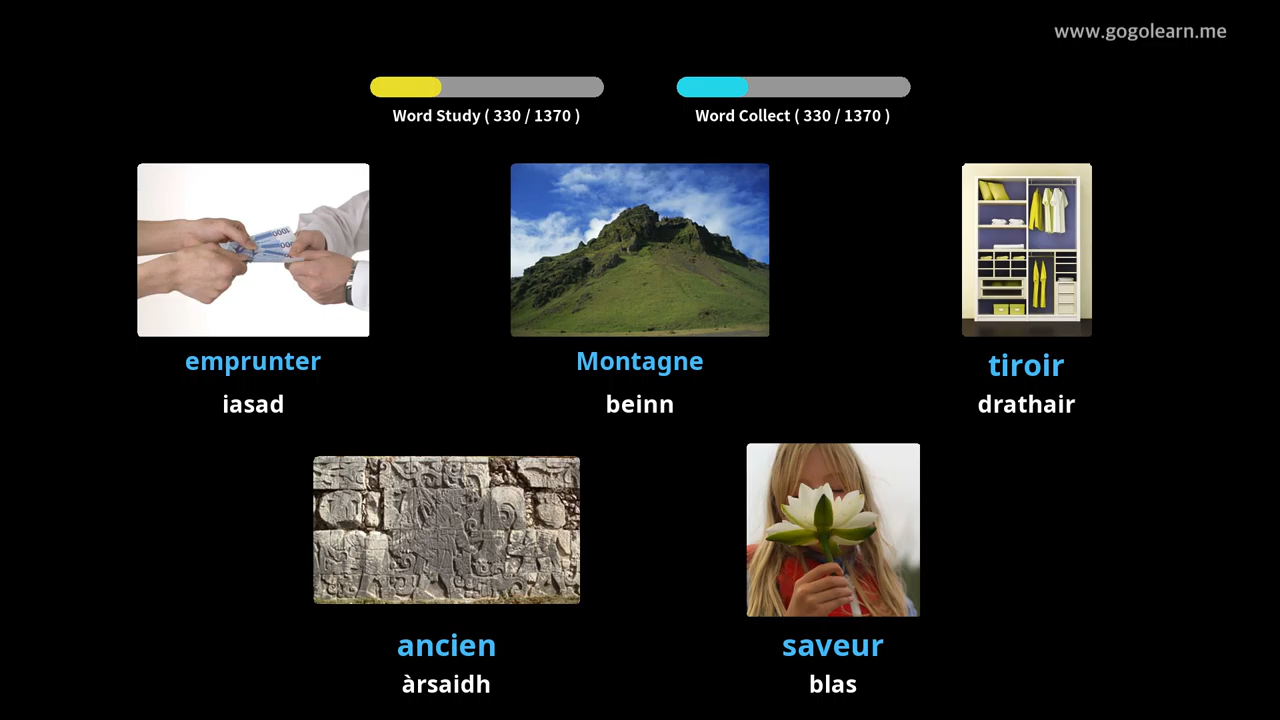 www.gogolearn.me
Word Study ( 330 / 1370 )
Word Collect ( 330 / 1370 )
emprunter
iasad
Montagne
beinn
tiroir
drathair
ancien
àrsaidh
saveur
blas